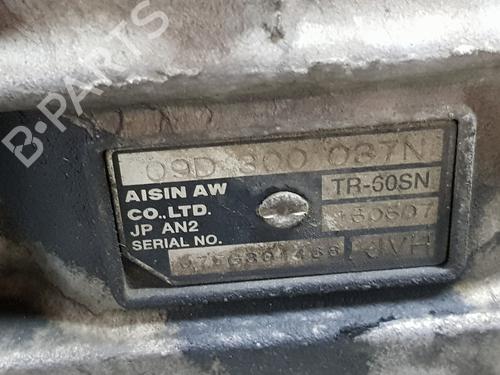 B-PARTS
09D 300 037N
AISIN AW
CO.,LTD.
JP AN2
SERIAL NO.
TR-60SN
JVH